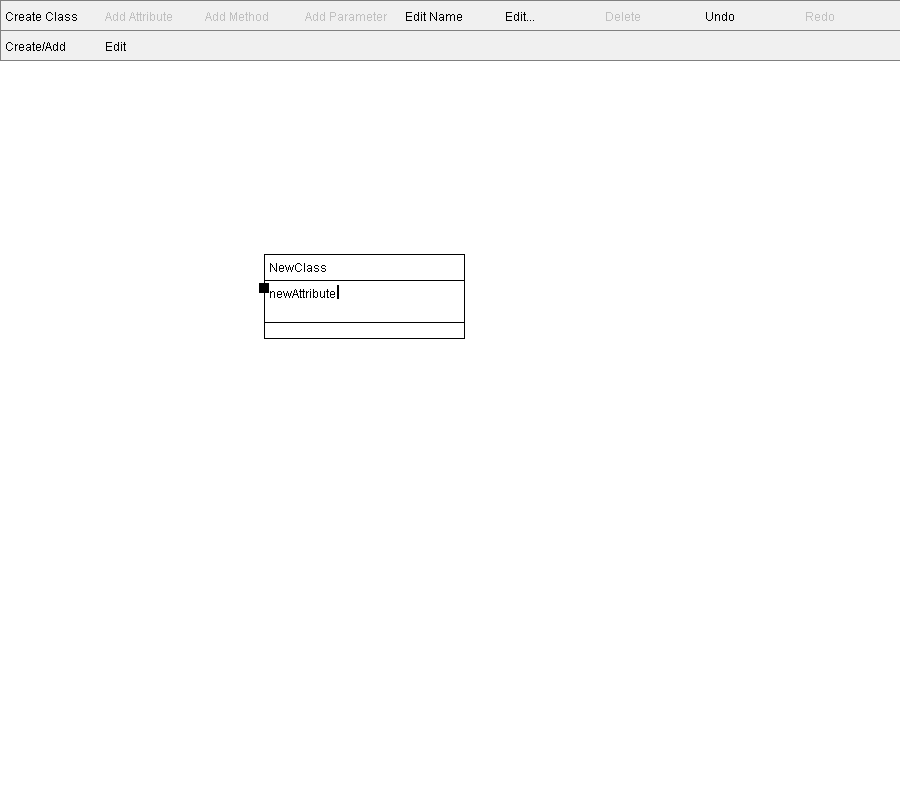 Create Class Add Attribute Add Method Add Parameter Edit Name Edit... Delete Undo Redo
Create/Add Edit
NewClass
newAttribute